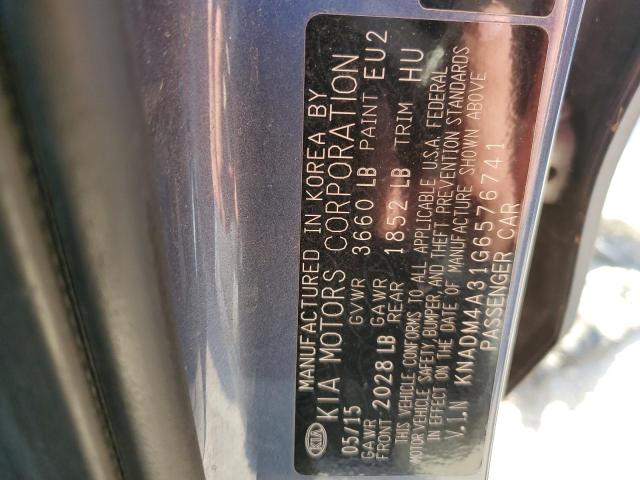 MANUFACTURED IN KOREA BY
KIA KIA MOTORS CORPORATION
05/15 GVWR 3660 LB PAINT EU2
GAWR FRONT 2028 LB GAWR REAR 1852 LB TRIM HU
THIS VEHICLE CONFORMS TO ALL APPLICABLE U.S.A. FEDERAL
MOTOR VEHICLE SAFETY, BUMPER, AND THEFT PREVENTION STANDARDS
IN EFFECT ON THE DATE OF MANUFACTURE SHOWN ABOVE
V.I.N KNADM4A31G6576741
PASSENGER CAR